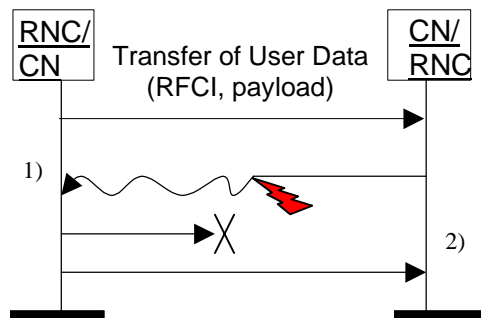 RNC/
CN
Transfer of User Data
(RFCI, payload)
CN/
RNC
1)
2)